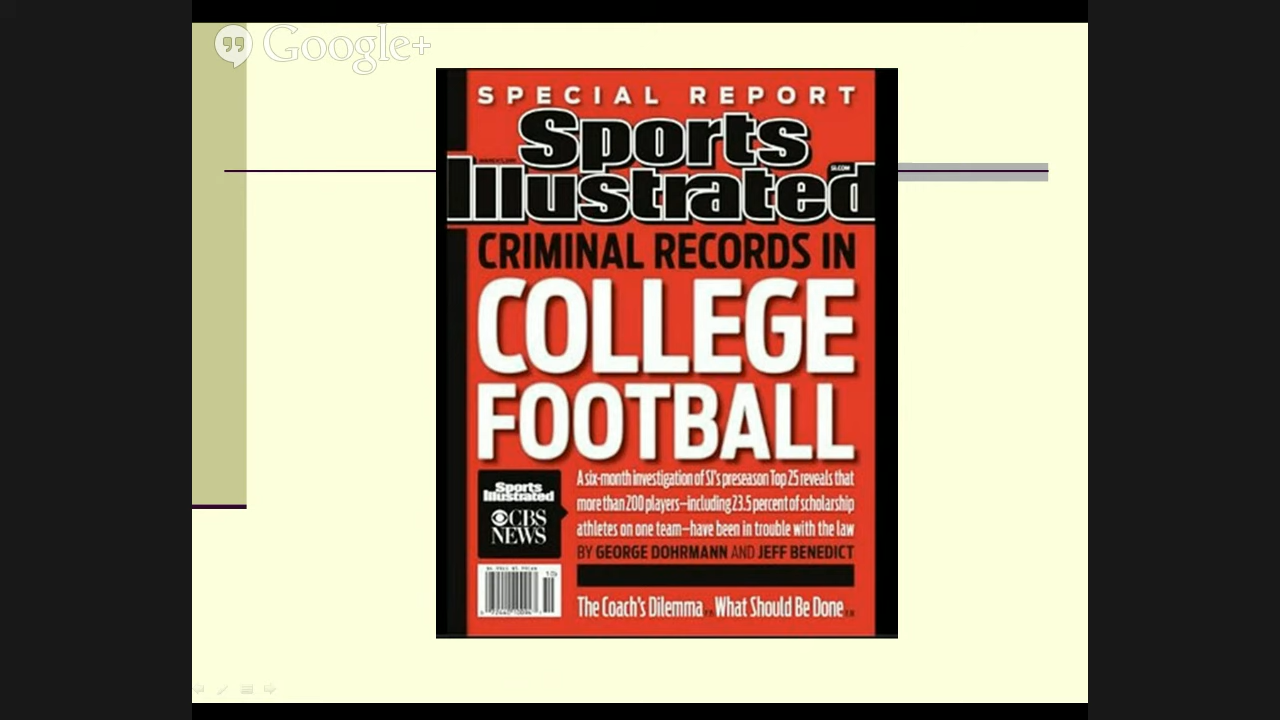 Google+
SPECIAL REPORT
Sports
SI.COM
Illustrated
CRIMINAL RECORDS IN
COLLEGE
FOOTBALL
A six-month investigation of SI's preseason Top 25 reveals that
more than 200 players—including 23.5 percent of scholarship
athletes on one team—have been in trouble with the law
Sports
Illustrated
CBS
NEWS
BY GEORGE DOHRMANN AND JEFF BENEDICT
The Coach's Dilemma What Should Be Done